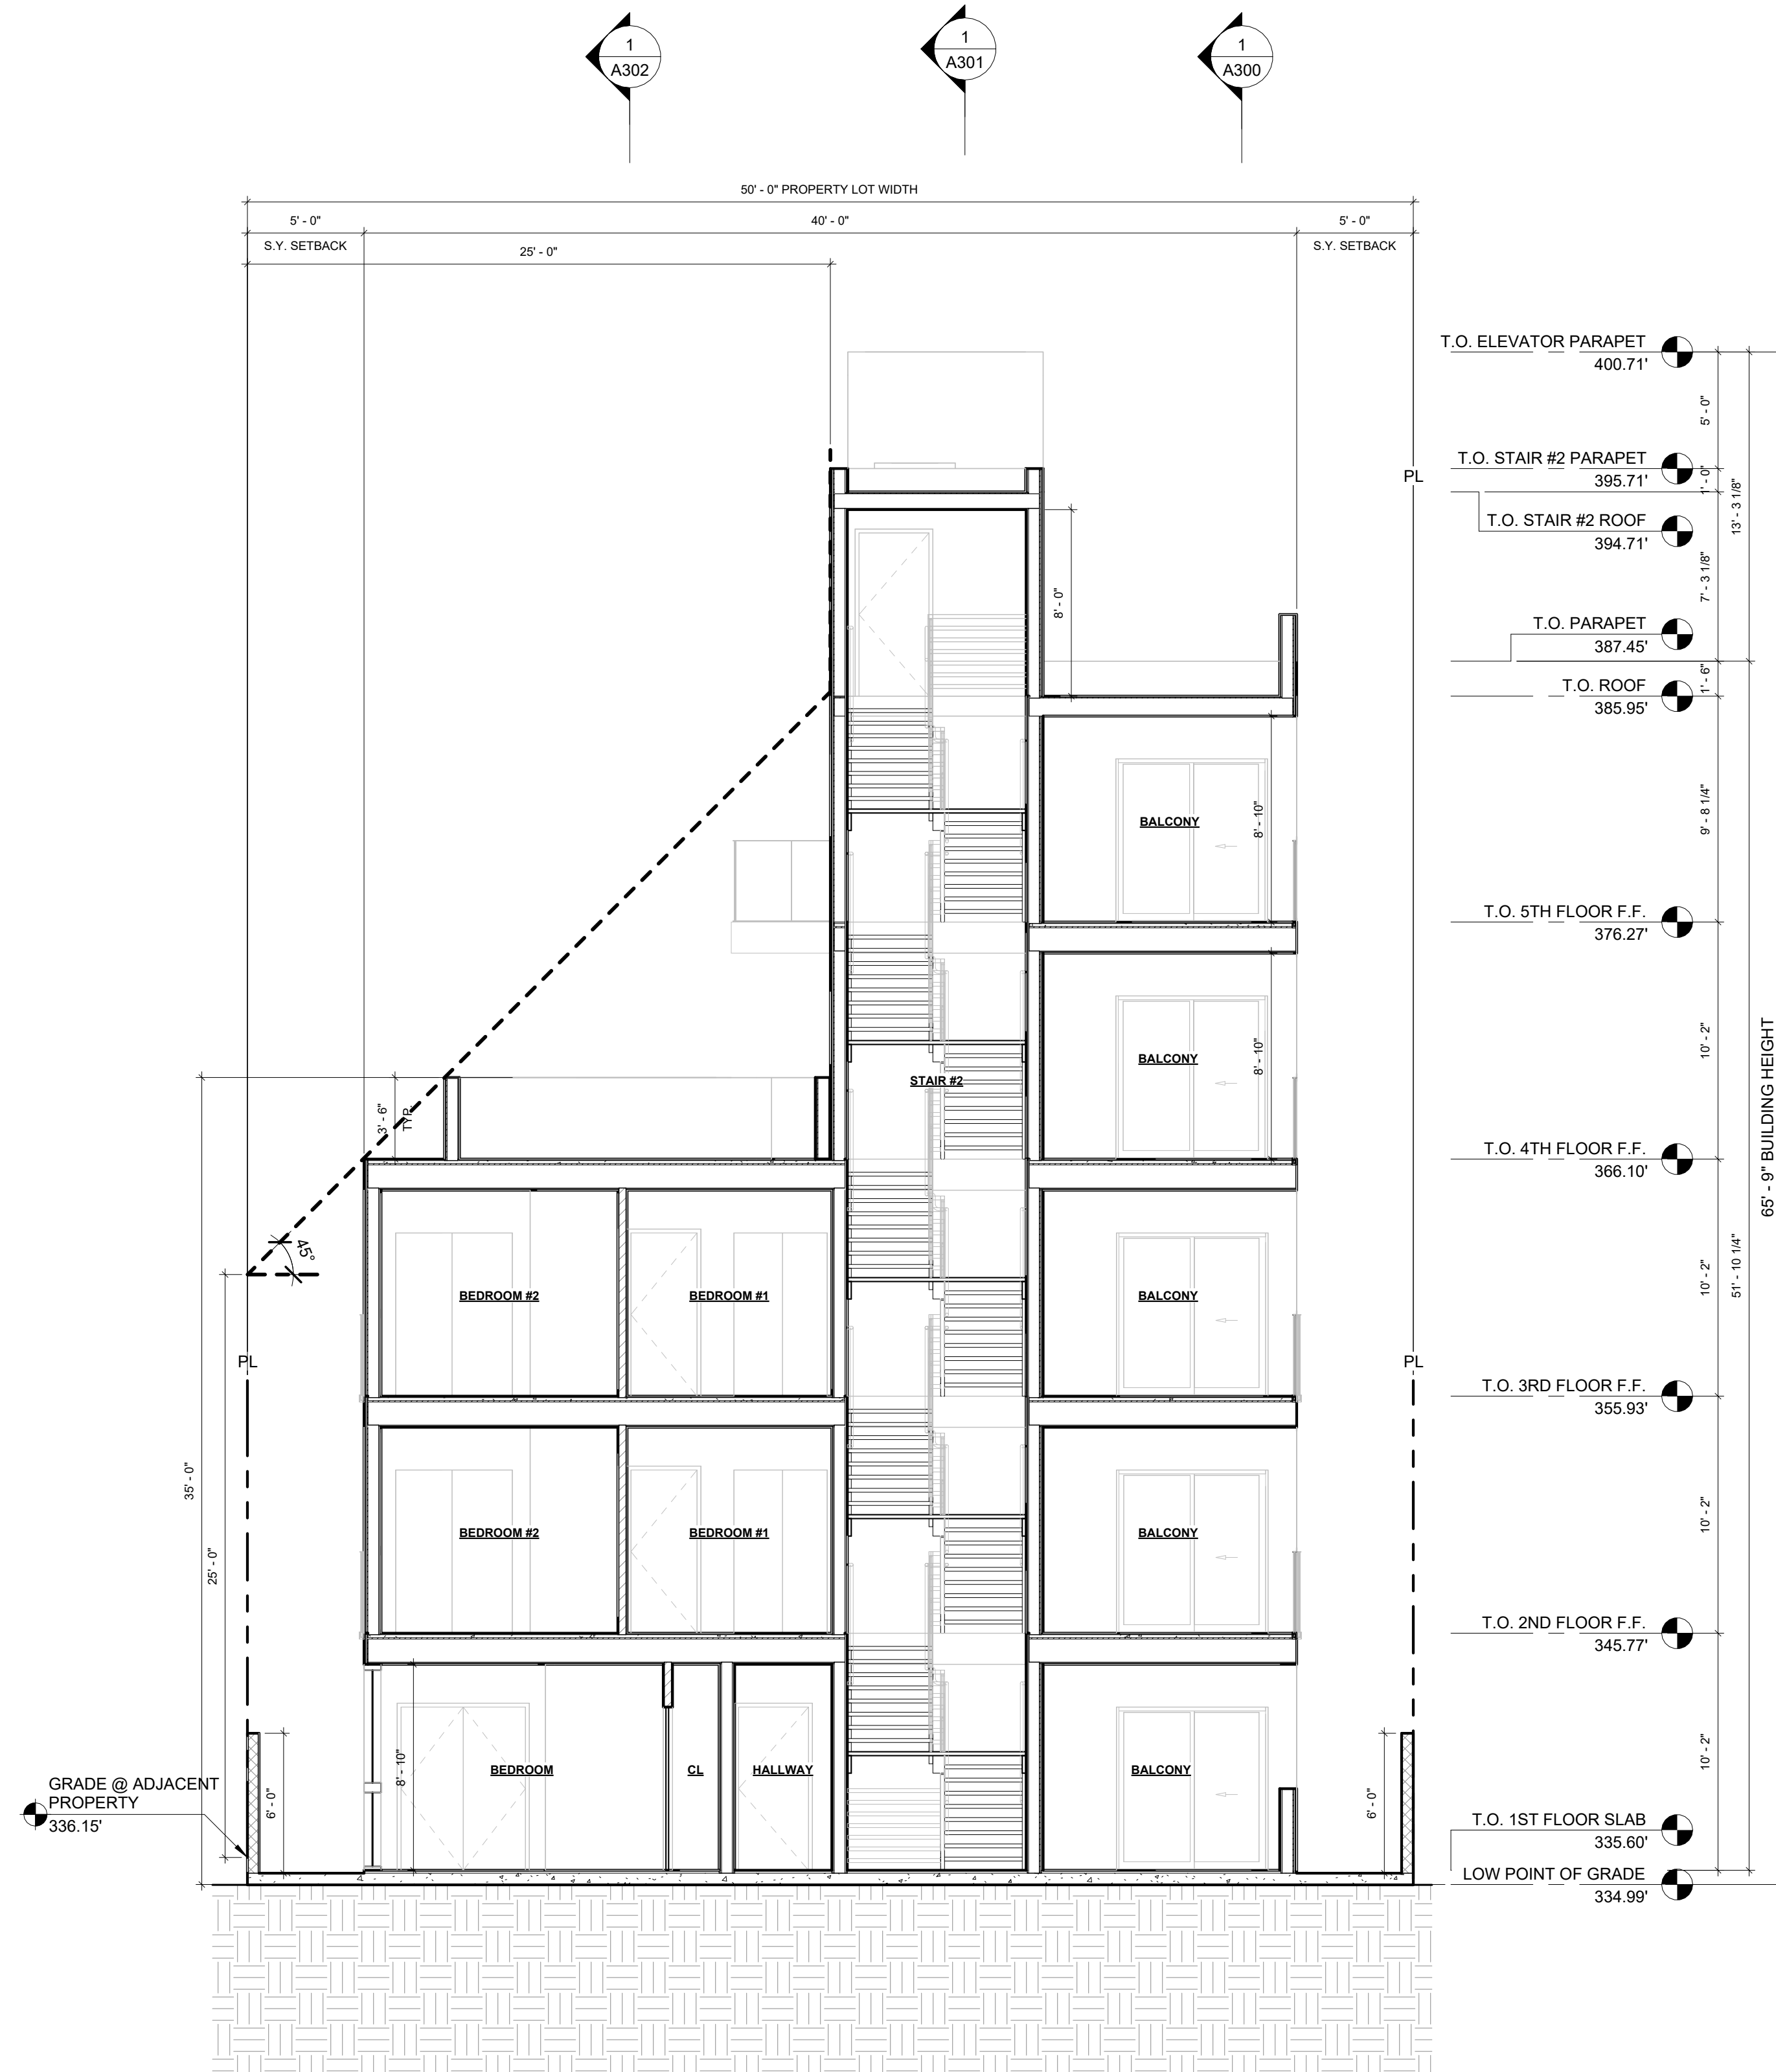 1
A302
1
A301
1
A300
50' - 0" PROPERTY LOT WIDTH
5' - 0"
40' - 0"
5' - 0"
S.Y. SETBACK
S.Y. SETBACK
25' - 0"
T.O. ELEVATOR PARAPET
400.71'
5' - 0"
T.O. STAIR #2 PARAPET
395.71'
1' - 0"
PL
13' - 3 1/8"
T.O. STAIR #2 ROOF
394.71'
7' - 3 1/8"
8' - 0"
T.O. PARAPET
387.45'
1' - 6"
T.O. ROOF
385.95'
9' - 8 1/4"
BALCONY
8' - 10"
T.O. 5TH FLOOR F.F.
376.27'
10' - 2"
65' - 9" BUILDING HEIGHT
BALCONY
8' - 10"
STAIR #2
3' - 6"
TYP.
T.O. 4TH FLOOR F.F.
366.10'
45°
51' - 10 1/4"
10' - 2"
BEDROOM #2
BEDROOM #1
BALCONY
PL
PL
T.O. 3RD FLOOR F.F.
355.93'
35' - 0"
25' - 0"
10' - 2"
BEDROOM #2
BEDROOM #1
BALCONY
T.O. 2ND FLOOR F.F.
345.77'
10' - 2"
8' - 10"
BEDROOM
CL
HALLWAY
BALCONY
GRADE @ ADJACENT
PROPERTY
336.15'
6' - 0"
6' - 0"
T.O. 1ST FLOOR SLAB
335.60'
LOW POINT OF GRADE
334.99'